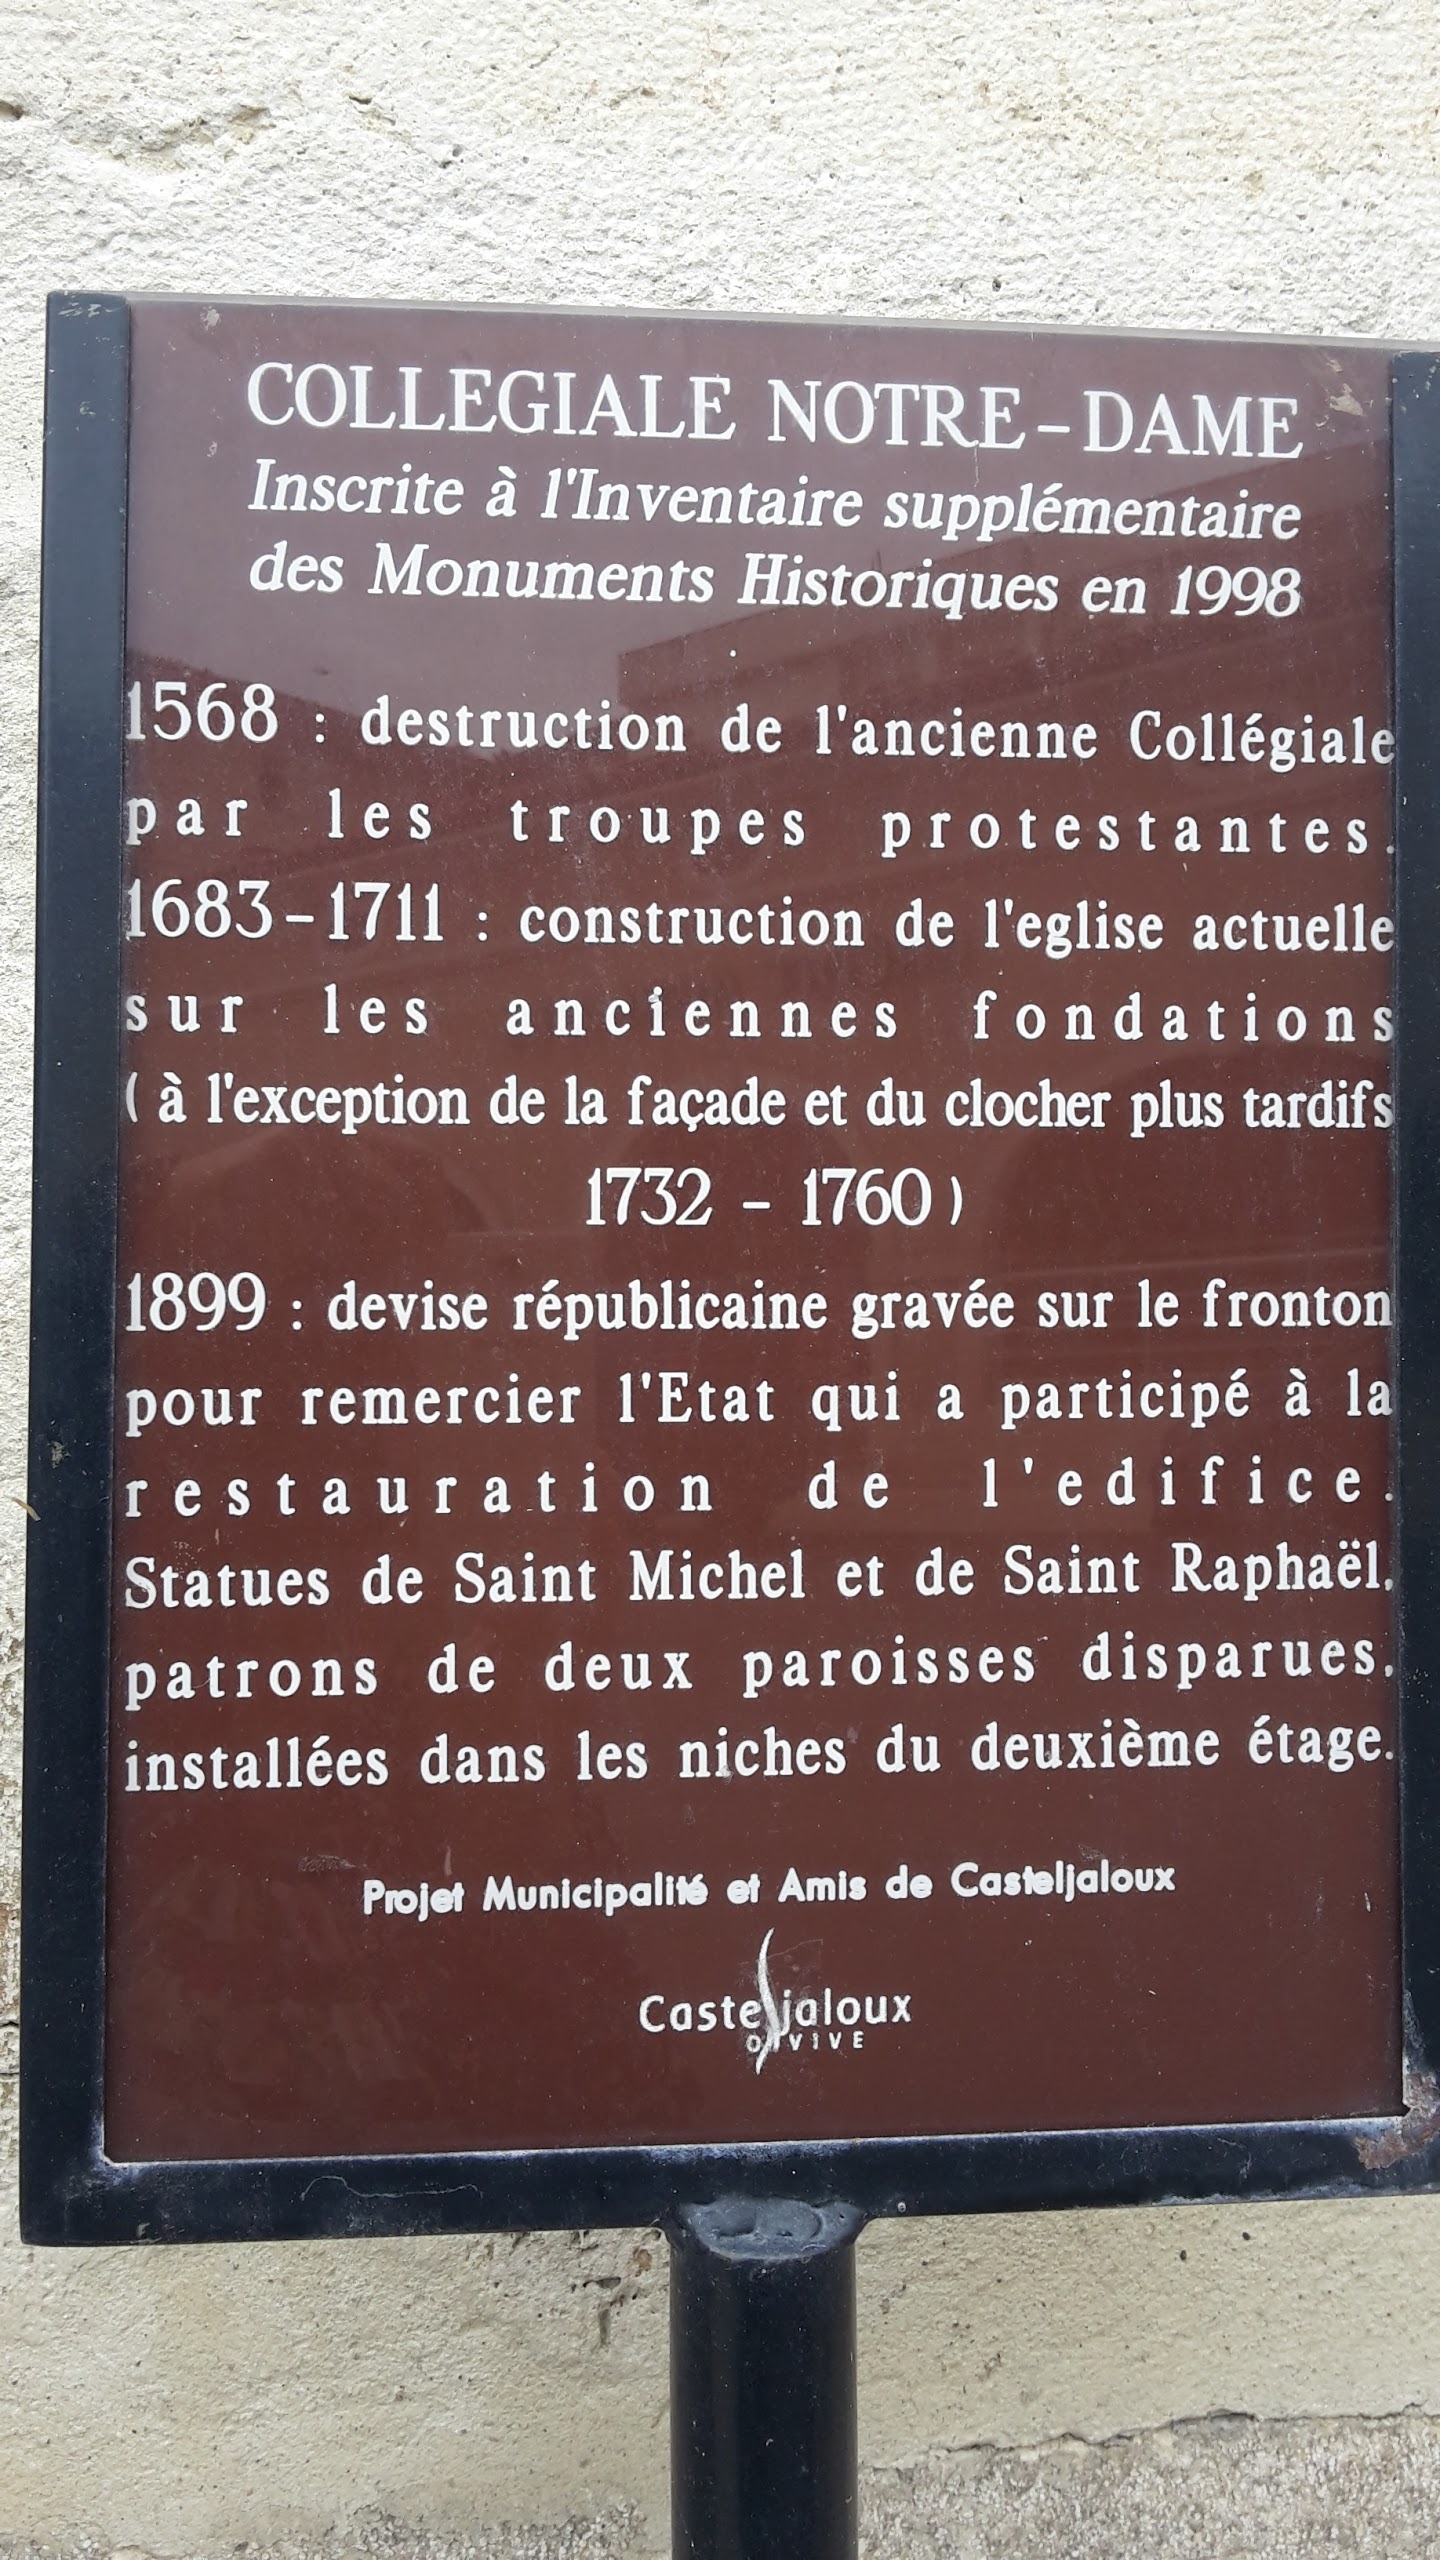 COLLEGIALE NOTRE-DAME
Inscrite à l'Inventaire supplémentaire
des Monuments Historiques en 1998
1568 : destruction de l'ancienne Collégiale
par les troupes protestantes.
1683-1711 : construction de l'eglise actuelle
sur les anciennes fondations
( à l'exception de la façade et du clocher plus tardifs
1732 - 1760 )
1899 : devise républicaine gravée sur le fronton
pour remercier l'Etat qui a participé à la
restauration de l'edifice.
Statues de Saint Michel et de Saint Raphaël,
patrons de deux paroisses disparues,
installées dans les niches du deuxième étage.
Projet Municipalité et Amis de Casteljaloux
Casteljaloux
VIVE